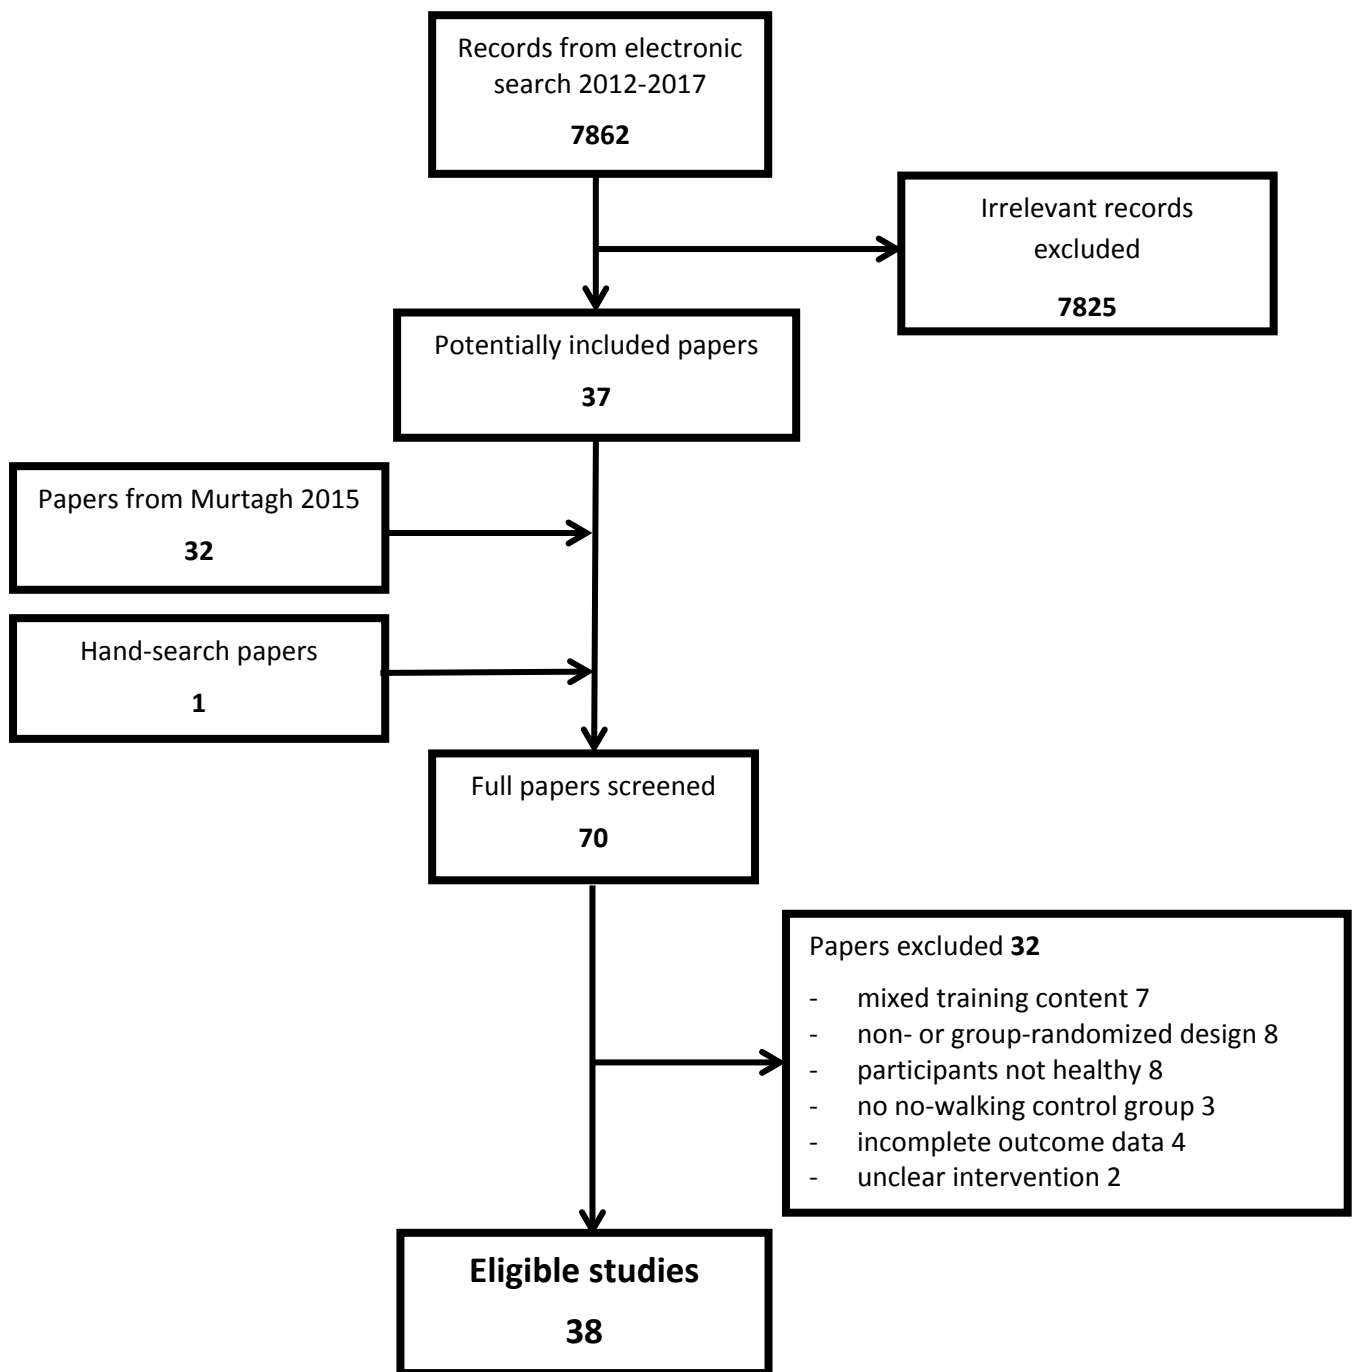 Records from electronic
search 2012-2017
7862
Irrelevant records
excluded
7825
Potentially included papers
37
Papers from Murtagh 2015
32
Hand-search papers
1
Full papers screened
70
Papers excluded 32
- mixed training content 7
- non- or group-randomized design 8
- participants not healthy 8
- no no-walking control group 3
- incomplete outcome data 4
- unclear intervention 2
Eligible studies
38